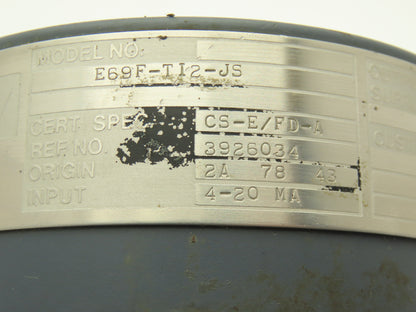 MODEL NO.
E69F-TI2-JS
CERT. SPEC. CS-E/FD-A
REF. NO. 3926034
ORIGIN 2A 78 43
INPUT 4-20 MA